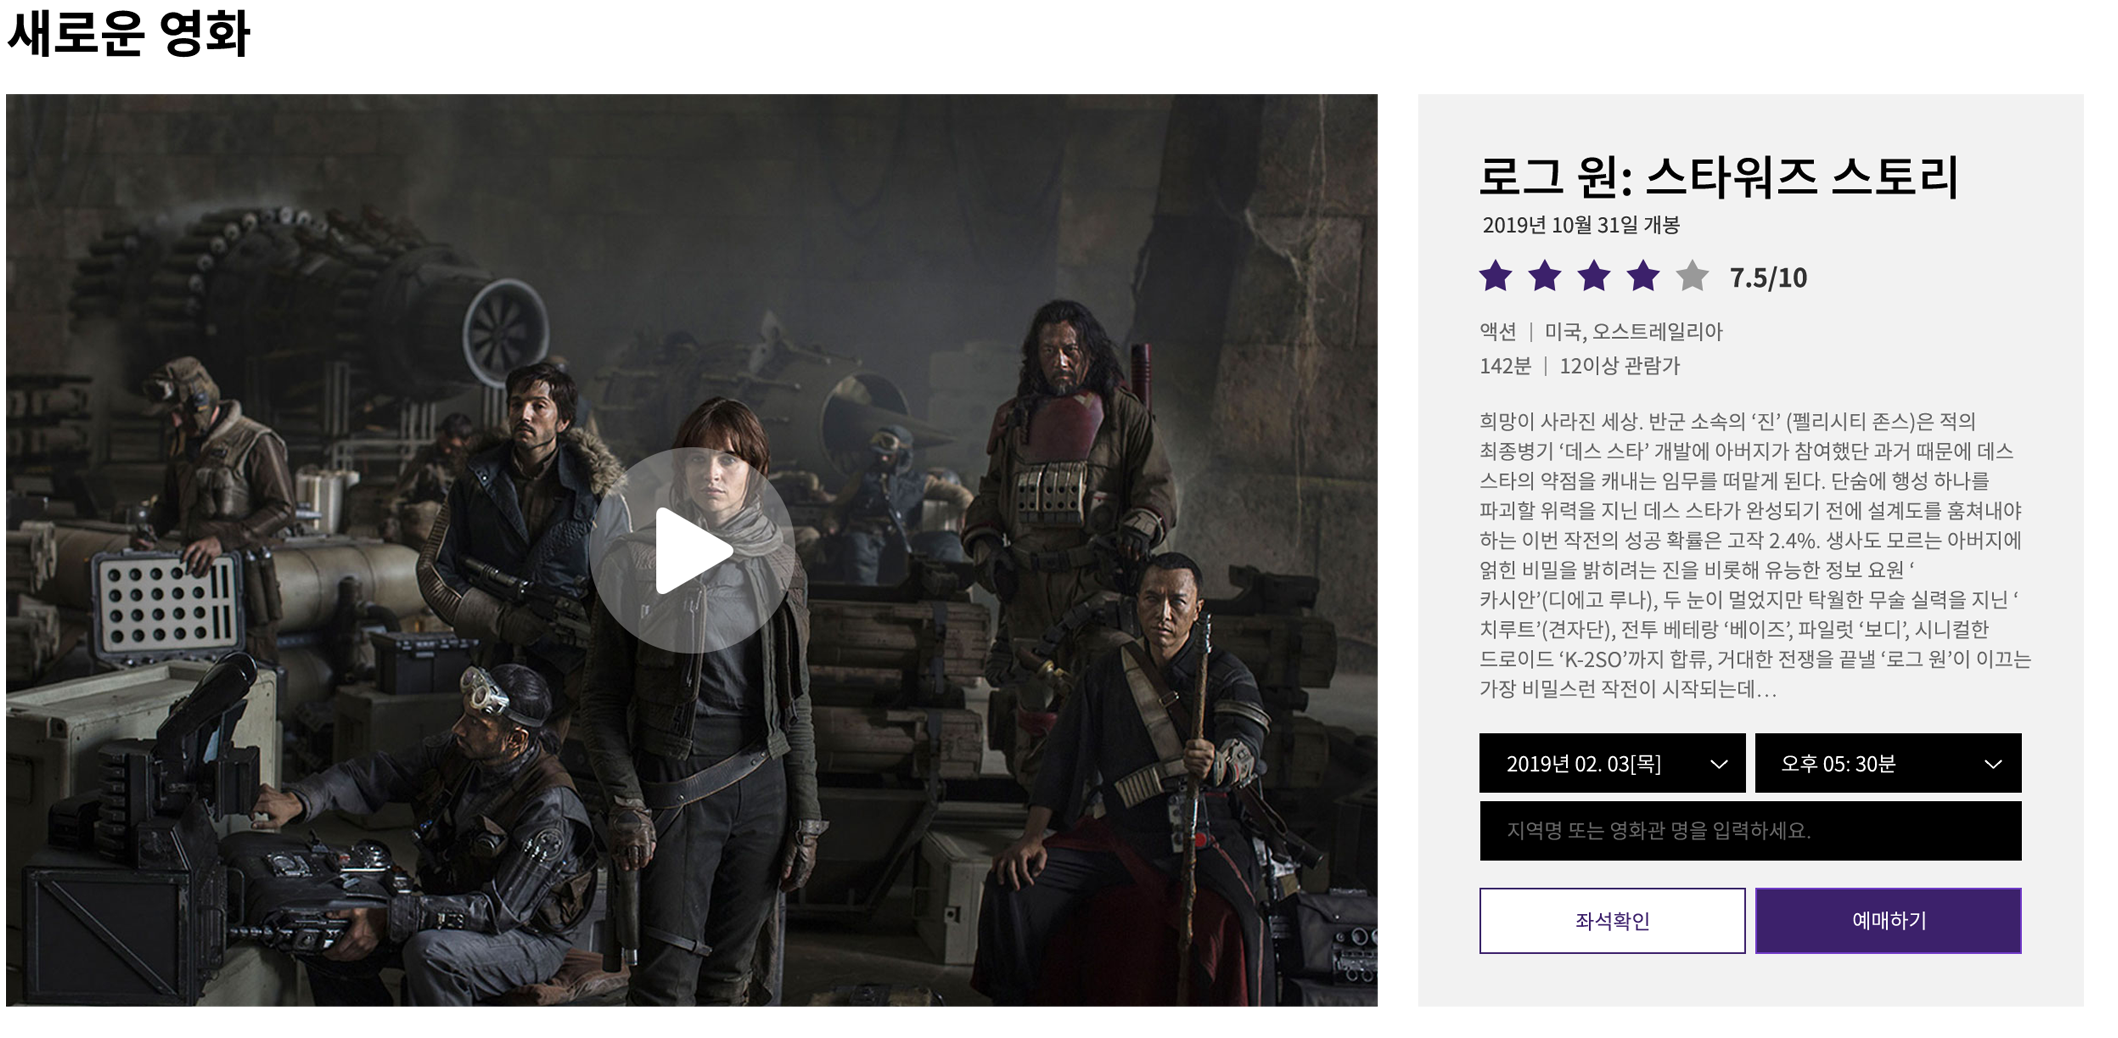 새로운 영화
로그 원: 스타워즈 스토리
2019년 10월 31일 개봉
7.5/10
액션 | 미국, 오스트레일리아
142분 | 12이상 관람가
희망이 사라진 세상. 반군 소속의 ‘진’ (펠리시티 존스)은 적의
최종병기 ‘데스 스타’ 개발에 아버지가 참여했단 과거 때문에 데스
스타의 약점을 캐내는 임무를 떠맡게 된다. 단숨에 행성 하나를
파괴할 위력을 지닌 데스 스타가 완성되기 전에 설계도를 훔쳐내야
하는 이번 작전의 성공 확률은 고작 2.4%. 생사도 모르는 아버지에
얽힌 비밀을 밝히려는 진을 비롯해 유능한 정보 요원 ‘
카시안’(디에고 루나), 두 눈이 멀었지만 탁월한 무술 실력을 지닌 ‘
치루트’(견자단), 전투 베테랑 ‘베이즈’, 파일럿 ‘보디’, 시니컬한
드로이드 ‘K-2SO’까지 합류, 거대한 전쟁을 끝낼 ‘로그 원’이 이끄는
가장 비밀스런 작전이 시작되는데…
2019년 02. 03[목]
오후 05: 30분
지역명 또는 영화관 명을 입력하세요.
좌석확인
예매하기